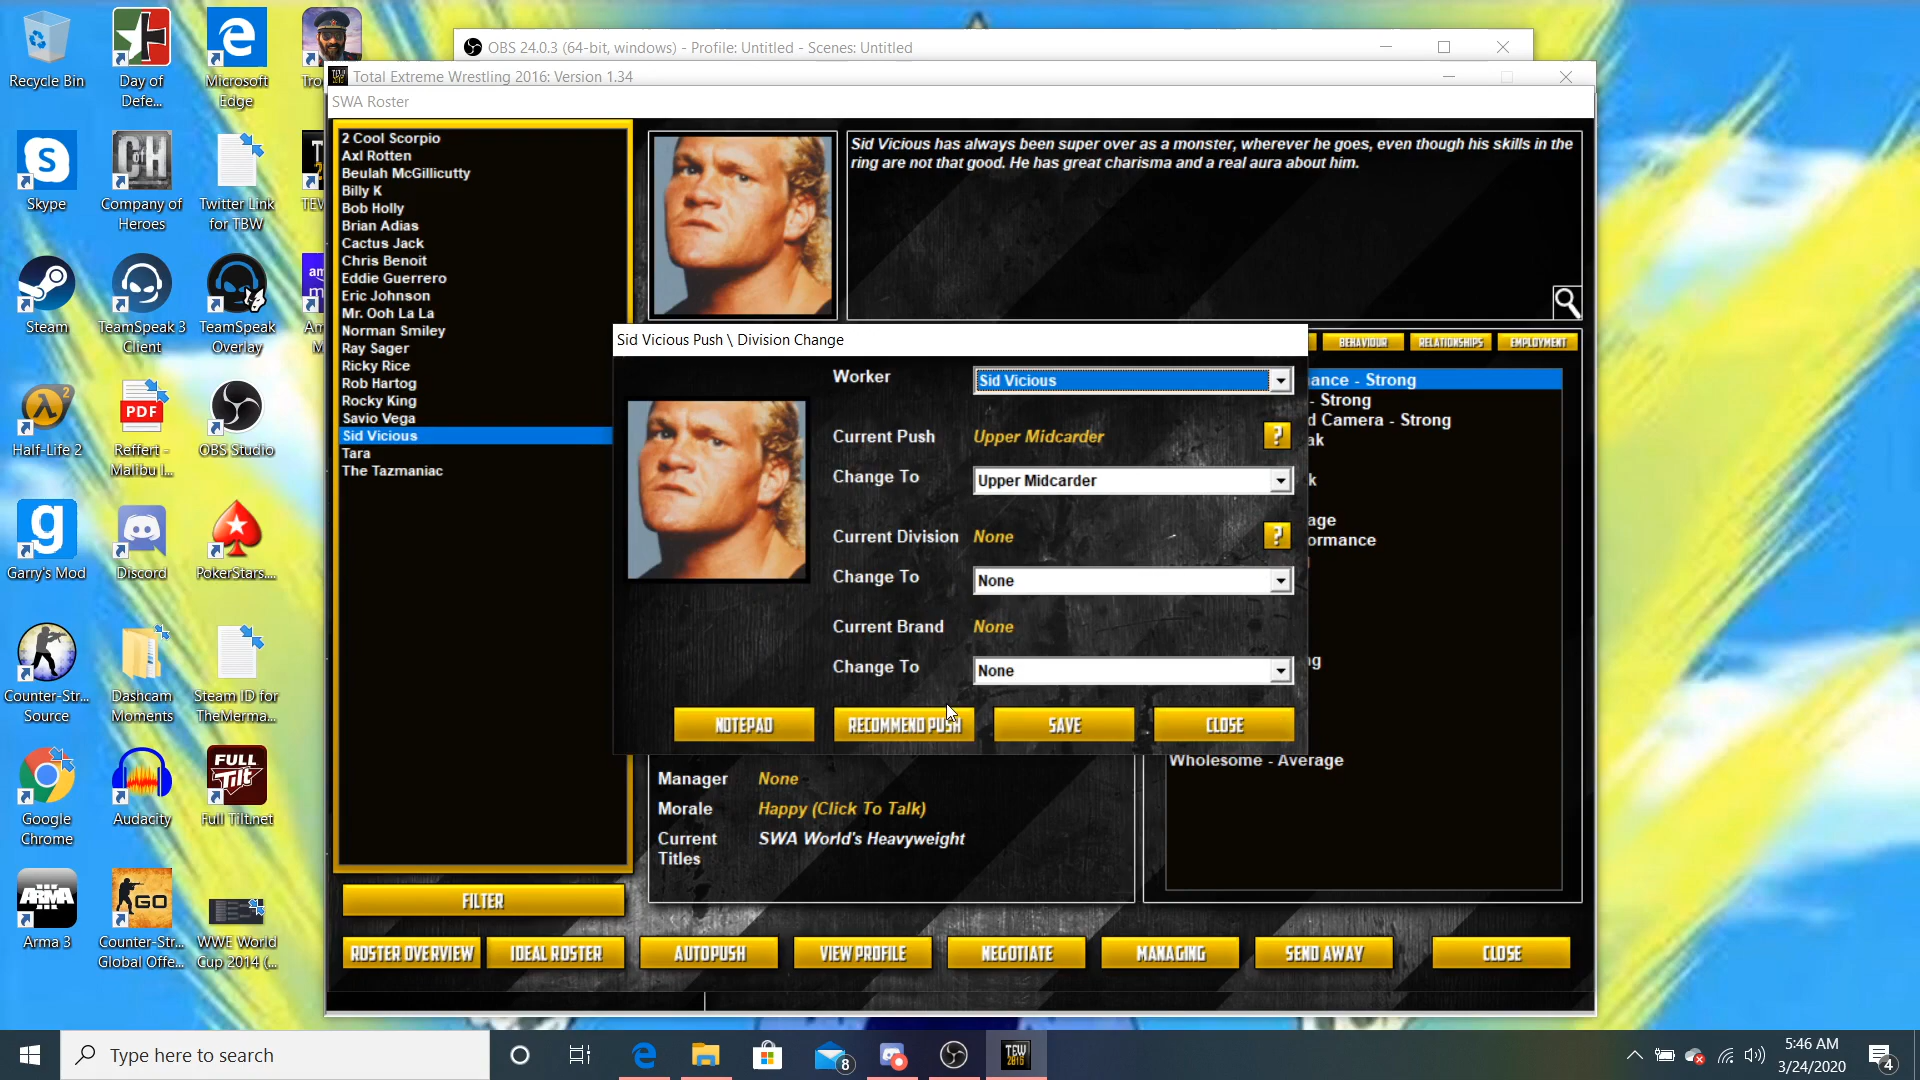 OBS 24.0.3 (64-bit, windows) - Profile: Untitled - Scenes: Untitled
Total Extreme Wrestling 2016: Version 1.34
SWA Roster
Recycle Bin
Day of
Defe...
Microsoft
Edge
Tro
Skype
Company of
Heroes
Twitter Link
for TBW
TEW
Steam
TeamSpeak 3
Client
TeamSpeak
Overlay
Am
Half-Life 2
PDF
Reffert -
Malibu I...
OBS Studio
Garry's Mod
Discord
PokerStars....
Counter-Str...
Source
Dashcam
Moments
Steam ID for
TheMerma...
Google
Chrome
Audacity
FULL
TiLT
Full Tilt.net
Arma 3
Counter-Str...
Global Offe...
WWE World
Cup 2014 (...
2 Cool Scorpio
Axl Rotten
Beulah McGillicutty
Billy K
Bob Holly
Brian Adias
Cactus Jack
Chris Benoit
Eddie Guerrero
Eric Johnson
Mr. Ooh La La
Norman Smiley
Ray Sager
Ricky Rice
Rob Hartog
Rocky King
Savio Vega
Sid Vicious
Tara
The Tazmaniac
Sid Vicious has always been super over as a monster, wherever he goes, even though his skills in the
ring are not that good. He has great charisma and a real aura about him.
BEHAVIOUR
RELATIONSHIPS
EMPLOYMENT
ance - Strong
- Strong
d Camera - Strong
ak
k
age
ormance
g
Wholesome - Average
Sid Vicious Push \ Division Change
Worker
Sid Vicious
Current Push
Upper Midcarder
?
Change To
Upper Midcarder
Current Division
None
?
Change To
None
Current Brand
None
Change To
None
NOTEPAD
RECOMMEND PUSH
SAVE
CLOSE
Manager
None
Morale
Happy (Click To Talk)
Current
Titles
SWA World's Heavyweight
FILTER
ROSTER OVERVIEW
IDEAL ROSTER
AUTOPUSH
VIEW PROFILE
NEGOTIATE
MANAGING
SEND AWAY
CLOSE
Type here to search
8
TEW
2016
5:46 AM
3/24/2020
4